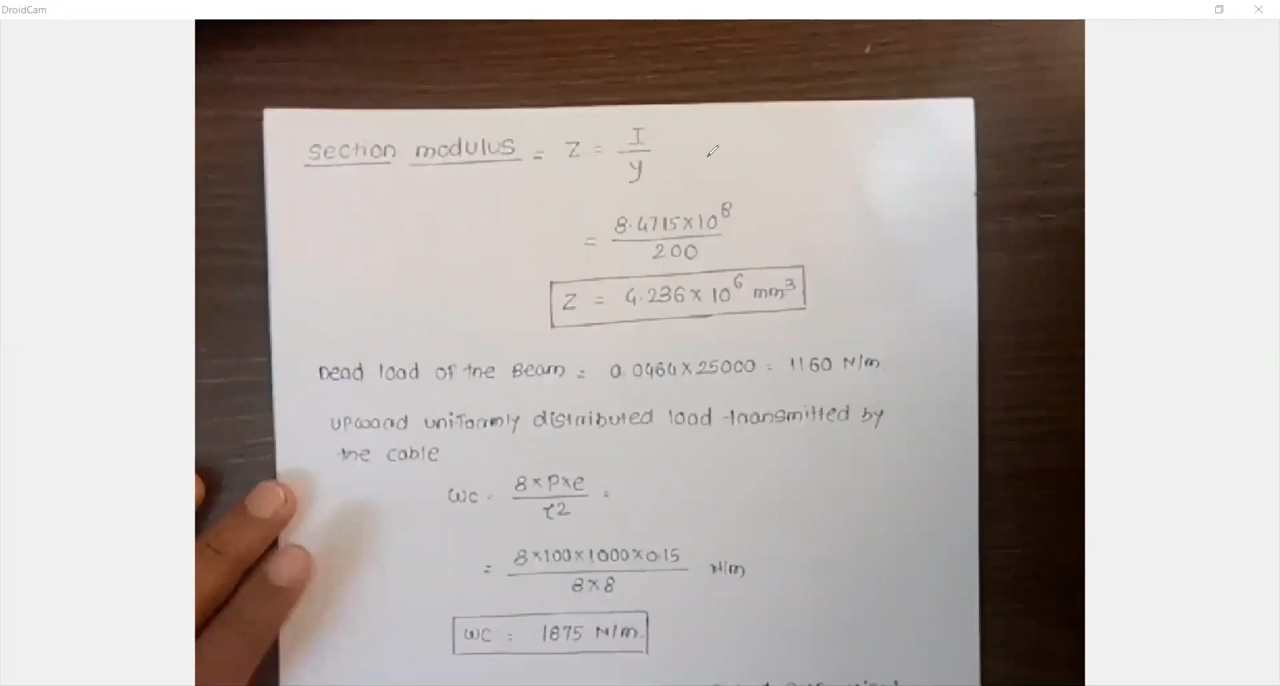 DroidCam
section modulus = Z = I / y
= 8.4715×10^8 / 200
Z = 4.236 × 10^6 mm^3
Dead load of the Beam = 0.0464×25000 = 1160 N/m
upward uniformly distributed load transmitted by
the cable
wc = 8×P×e / l2 =
= 8×100×1000×0.15 / 8×8 N/m
wc = 1875 N/m.